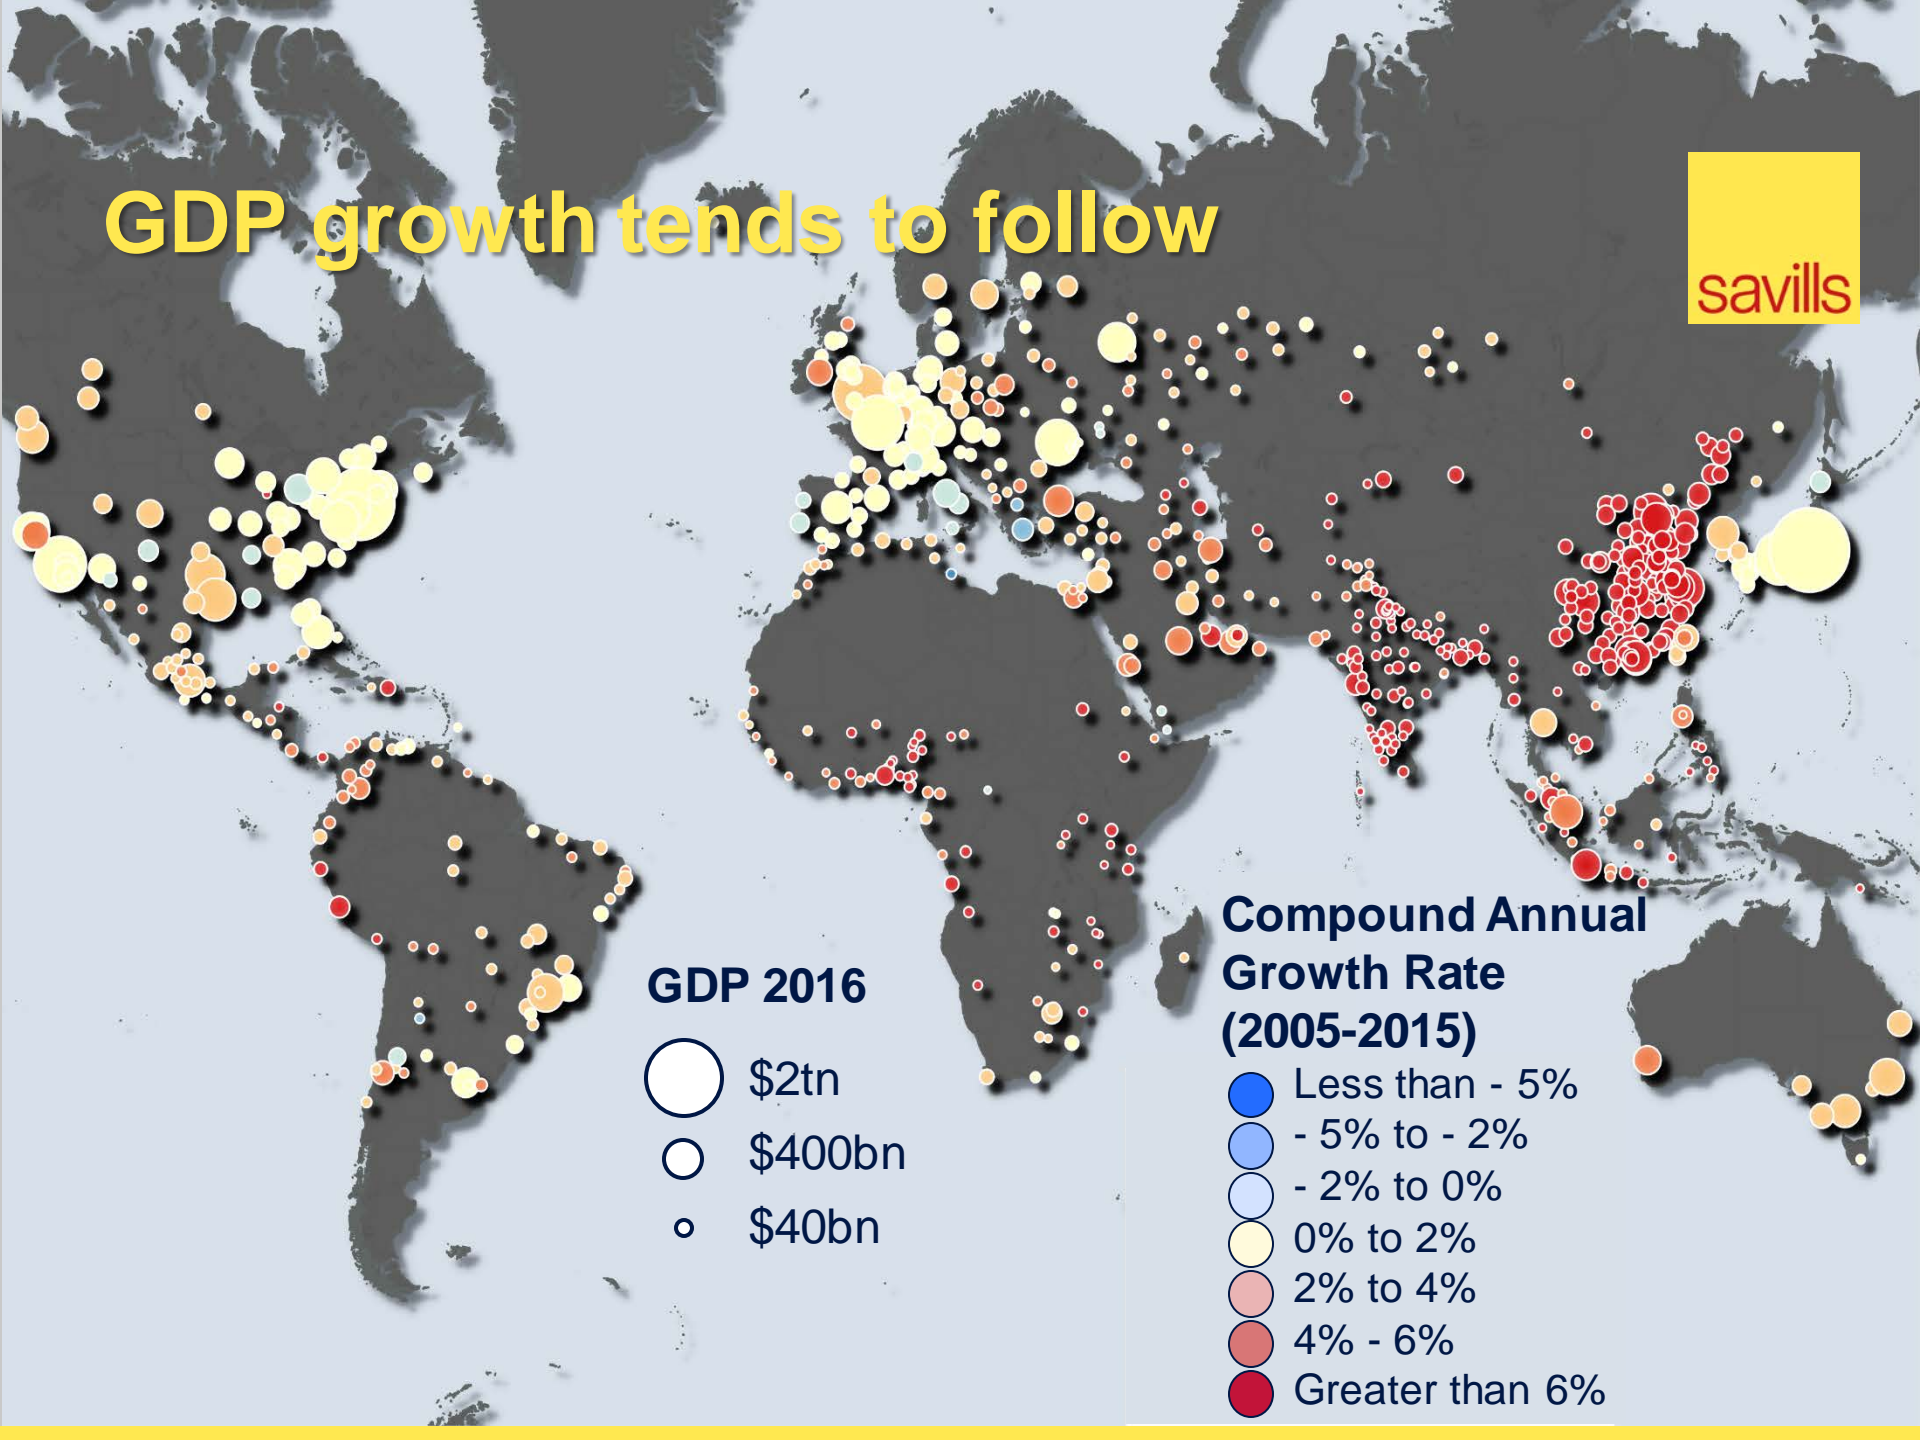 GDP growth tends to follow
savills
GDP 2016
$2tn
$400bn
$40bn
Compound Annual
Growth Rate
(2005-2015)
Less than - 5%
- 5% to - 2%
- 2% to 0%
0% to 2%
2% to 4%
4% - 6%
Greater than 6%